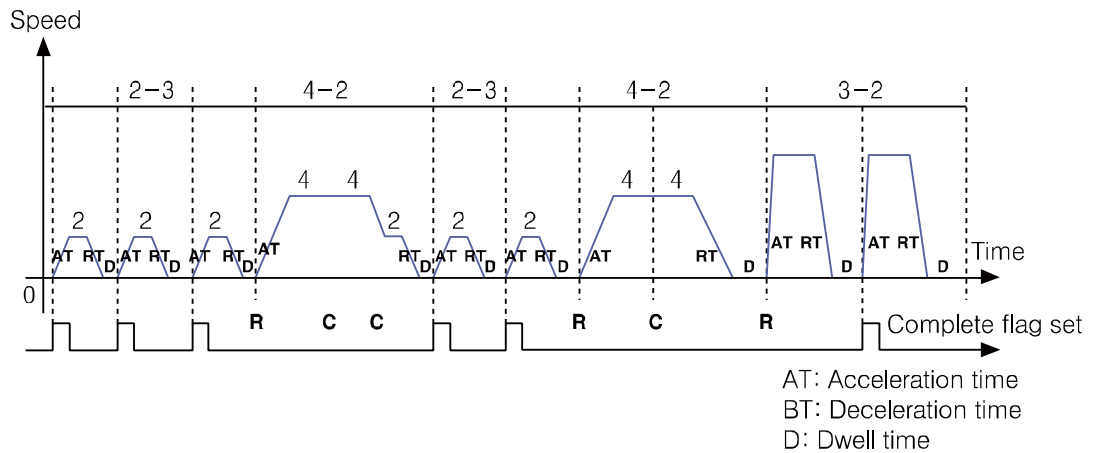 Speed
2-3 4-2 2-3 4-2 3-2
4 4 4 4
2 2 2 2 2 2
AT RT D AT RT D AT RT D AT RT D AT RT D AT RT D AT RT D AT RT D AT RT D
Time
0
R C C R C R
Complete flag set
AT: Acceleration time
BT: Deceleration time
D: Dwell time